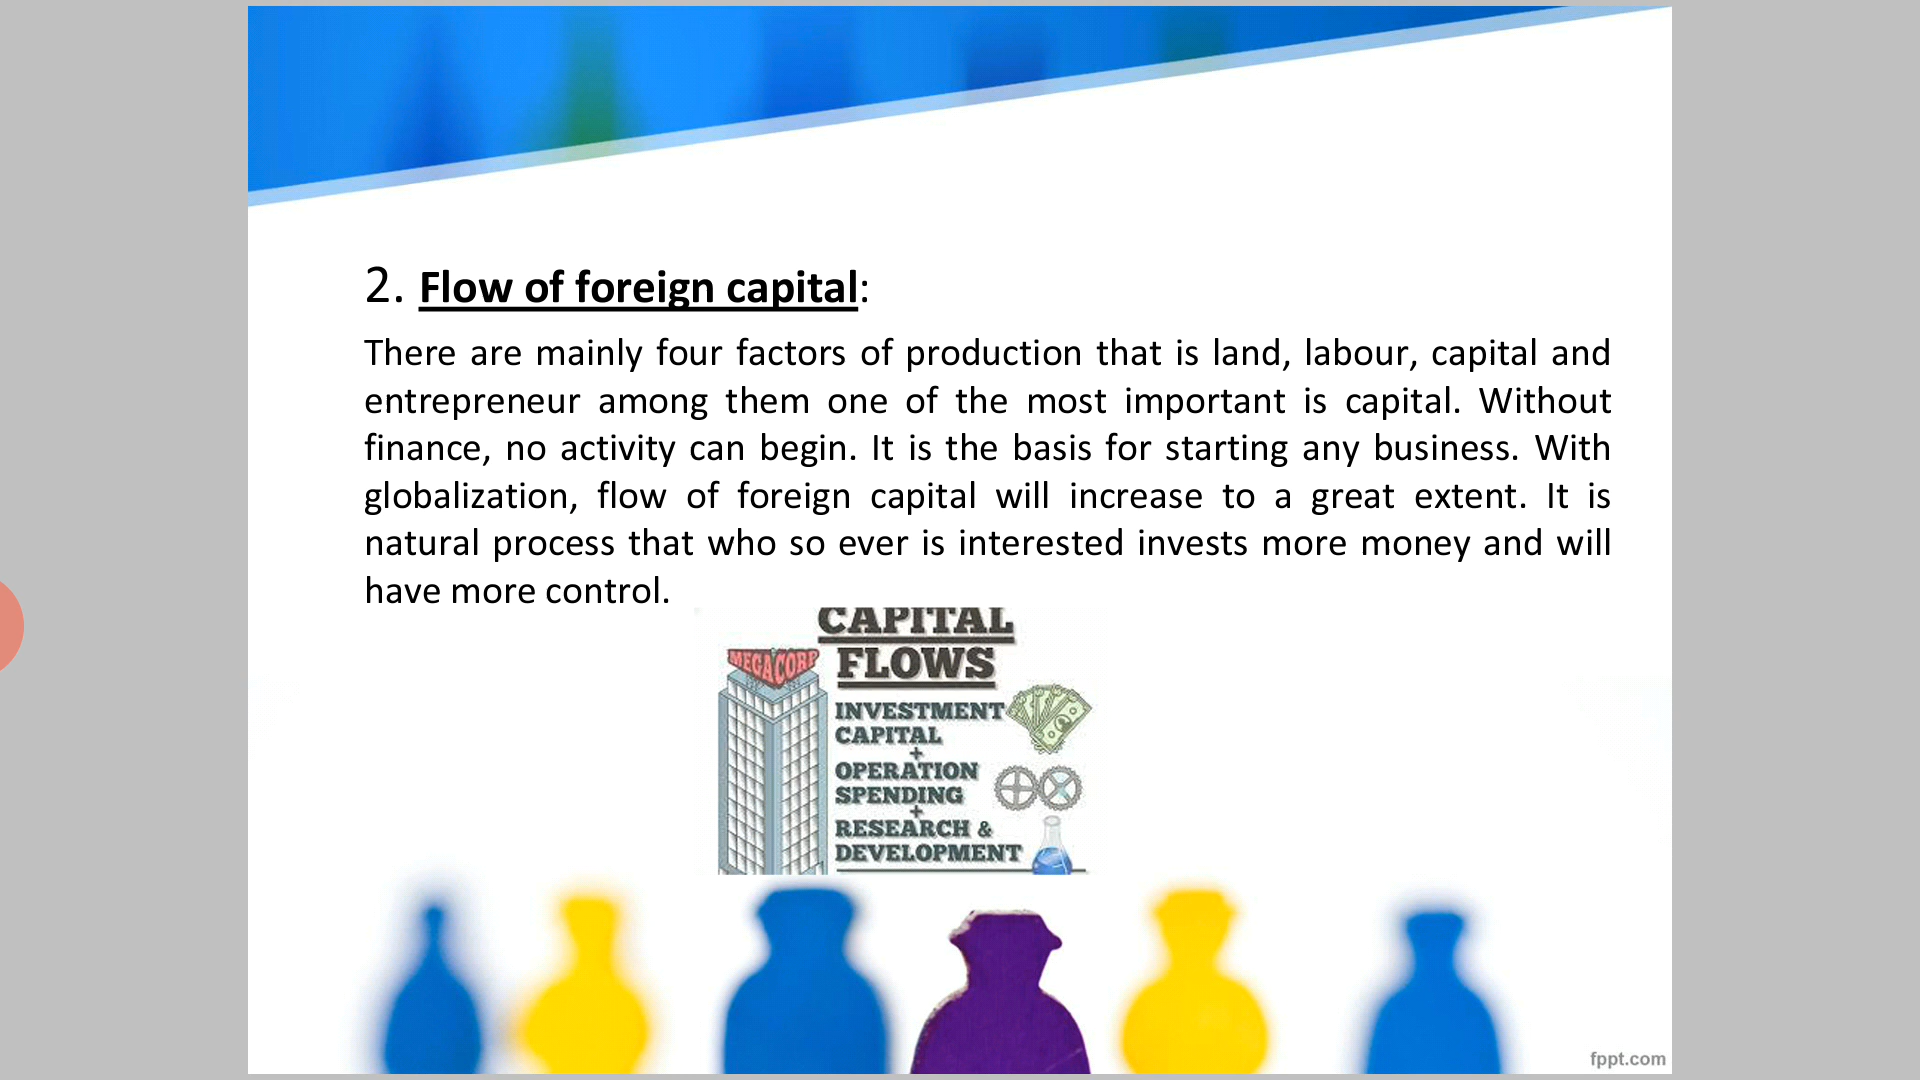 2. Flow of foreign capital:
There are mainly four factors of production that is land, labour, capital and
entrepreneur among them one of the most important is capital. Without
finance, no activity can begin. It is the basis for starting any business. With
globalization, flow of foreign capital will increase to a great extent. It is
natural process that who so ever is interested invests more money and will
have more control.
CAPITAL
FLOWS
MEGACORP
INVESTMENT
CAPITAL
+
OPERATION
SPENDING
+
RESEARCH &
DEVELOPMENT
fppt.com